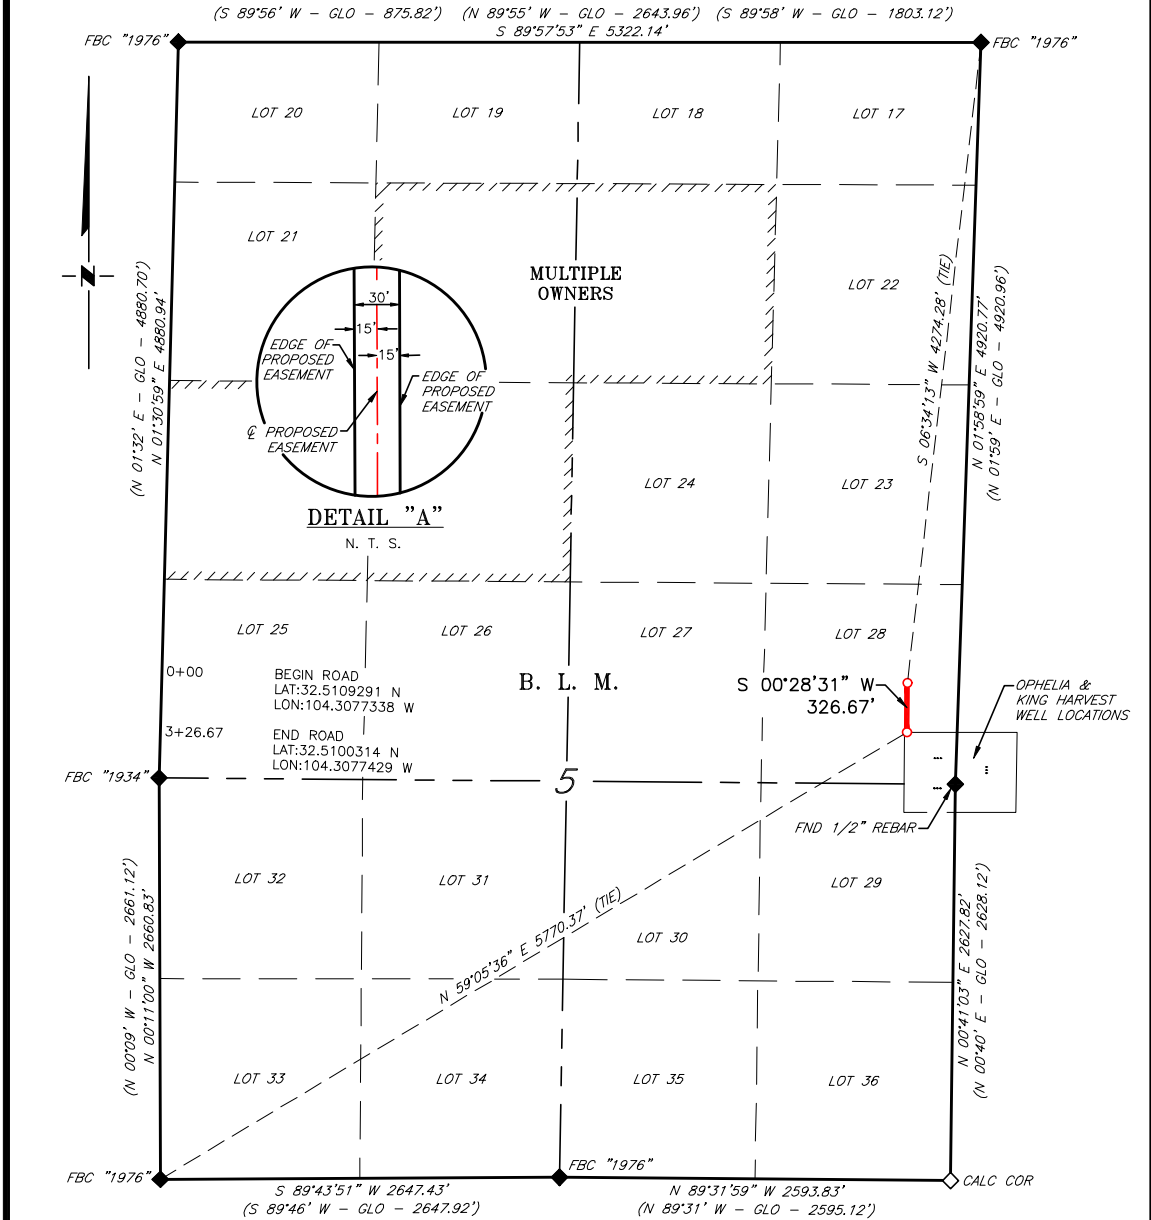 (S 89°56' W - GLO - 875.82') (N 89°55' W - GLO - 2643.96') (S 89°58' W - GLO - 1803.12')
S 89°57'53" E 5322.14'
FBC "1976"
FBC "1976"
LOT 20
LOT 19
LOT 18
LOT 17
LOT 21
MULTIPLE
OWNERS
LOT 22
N
(N 01°32' E - GLO - 4880.70')
N 01°30'59" E 4880.94'
S 06°34'13" W 4274.28' (TIE)
N 01°58'59" E 4920.77'
(N 01°59' E - GLO - 4920.96')
30'
15'
15'
EDGE OF
PROPOSED
EASEMENT
EDGE OF
PROPOSED
EASEMENT
℄ PROPOSED
EASEMENT
DETAIL "A"
N. T. S.
LOT 24
LOT 23
LOT 25
LOT 26
LOT 27
LOT 28
0+00
BEGIN ROAD
LAT:32.5109291 N
LON:104.3077338 W
3+26.67
END ROAD
LAT:32.5100314 N
LON:104.3077429 W
B. L. M.
S 00°28'31" W
326.67'
OPHELIA &
KING HARVEST
WELL LOCATIONS
FBC "1934"
5
FND 1/2" REBAR
LOT 32
LOT 31
LOT 30
LOT 29
(N 00°09' W - GLO - 2661.12')
N 00°11'00" W 2660.83'
N 59°05'36" E 5770.37' (TIE)
N 00°41'03" E 2627.82'
(N 00°40' E - GLO - 2628.12')
LOT 33
LOT 34
LOT 35
LOT 36
FBC "1976"
FBC "1976"
CALC COR
S 89°43'51" W 2647.43'
(S 89°46' W - GLO - 2647.92')
N 89°31'59" W 2593.83'
(N 89°31' W - GLO - 2595.12')